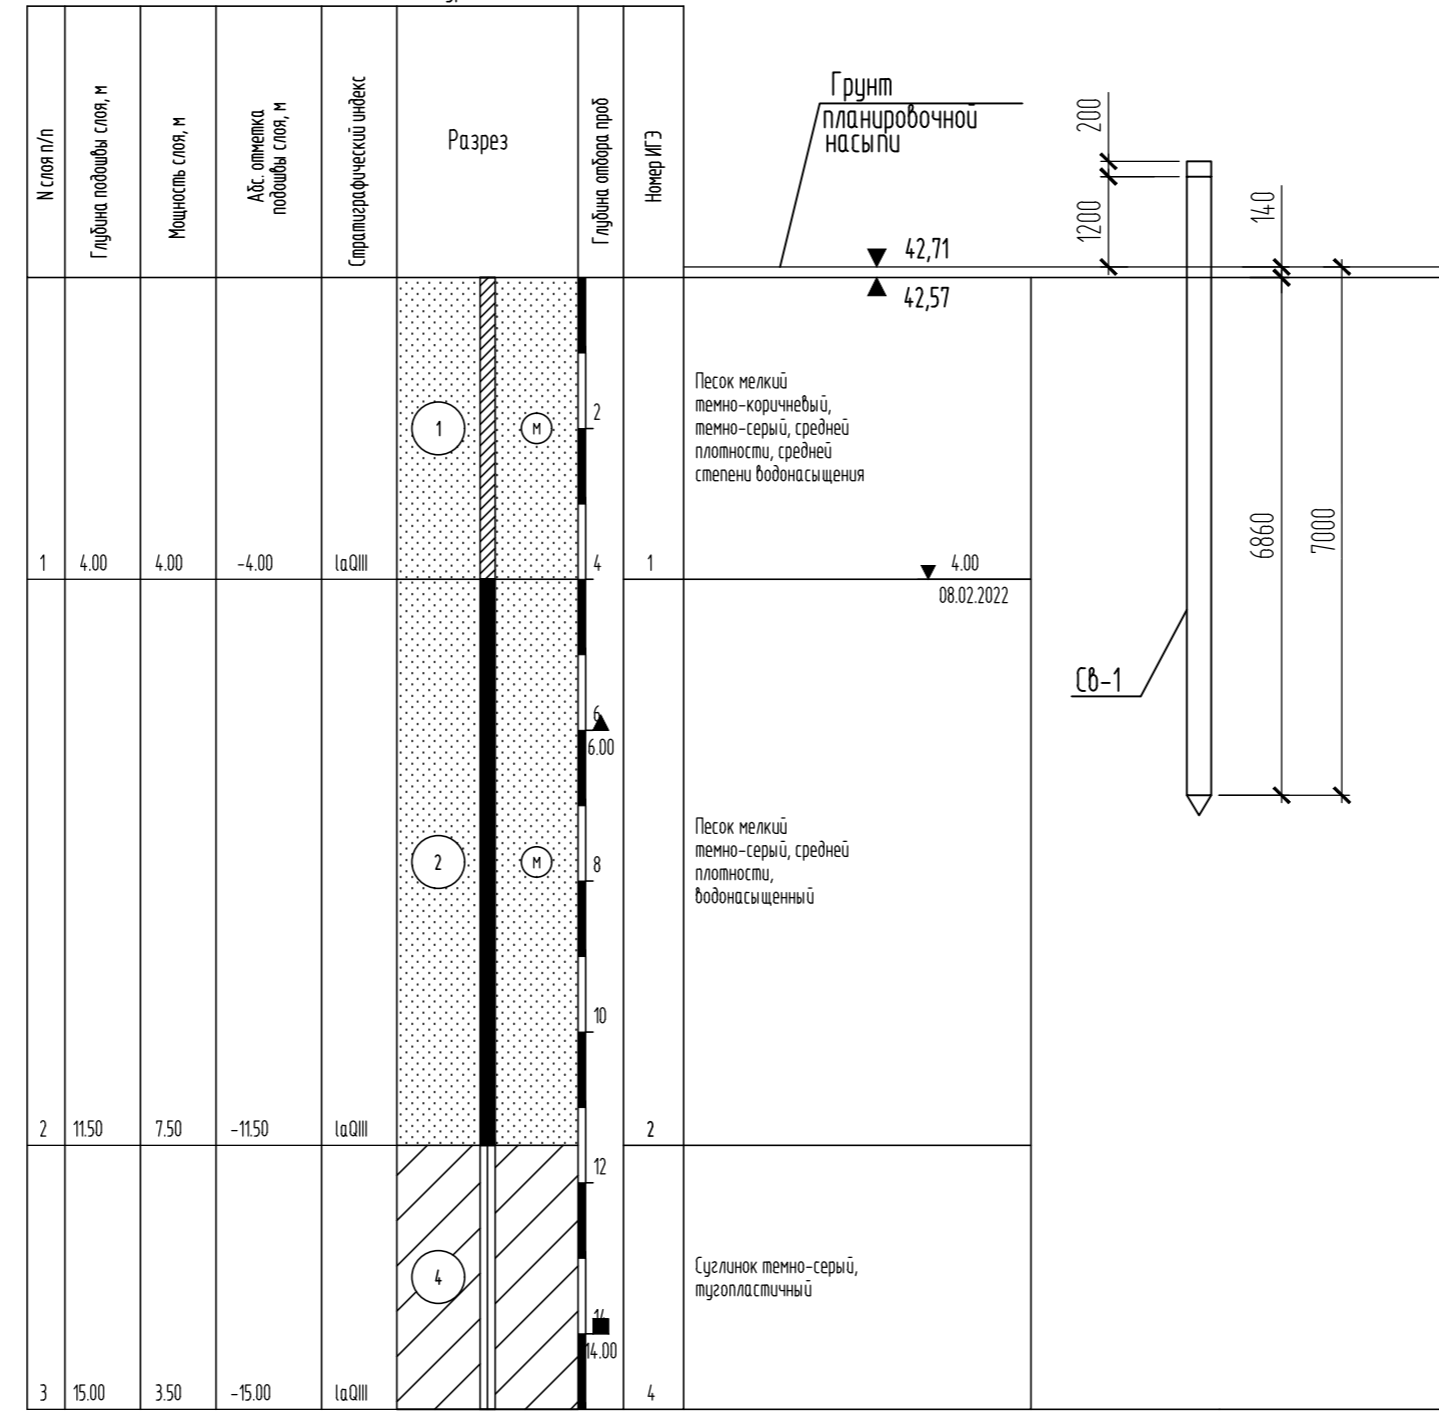 N слоя п/п
Глубина подошвы слоя, м
Мощность слоя, м
Абс. отметка
подошвы слоя, м
Стратиграфический индекс
Разрез
Глубина отбора проб
Номер ИГЭ
Грунт
планировочной
насыпи
200
1200
140
42,71
42,57
Песок мелкий
темно-коричневый,
темно-серый, средней
плотности, средней
степени водонасыщения
1
М
2
6860
7000
1 4.00 4.00 -4.00 laQIII 4 1
4.00
08.02.2022
Св-1
6
6.00
Песок мелкий
темно-серый, средней
плотности,
водонасыщенный
2
М
8
10
2 11.50 7.50 -11.50 laQIII 2
12
4
Суглинок темно-серый,
тугопластичный
14
14.00
3 15.00 3.50 -15.00 laQIII 4